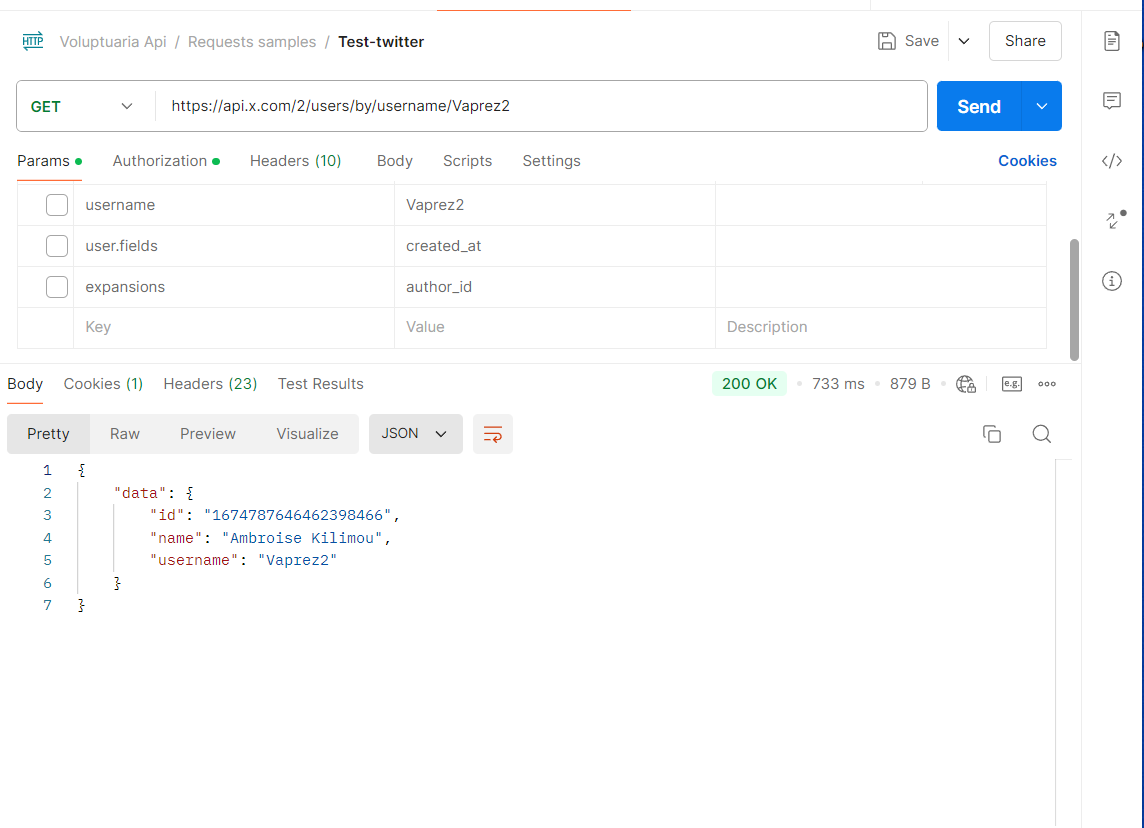 HTTP Voluptuaria Api / Requests samples / Test-twitter Save Share
GET https://api.x.com/2/users/by/username/Vaprez2 Send
Params Authorization Headers (10) Body Scripts Settings Cookies
username Vaprez2
user.fields created_at
expansions author_id
Key Value Description
Body Cookies (1) Headers (23) Test Results 200 OK 733 ms 879 B e.g.
Pretty Raw Preview Visualize JSON
1 {
2 "data": {
3 "id": "1674787646462398466",
4 "name": "Ambroise Kilimou",
5 "username": "Vaprez2"
6 }
7 }